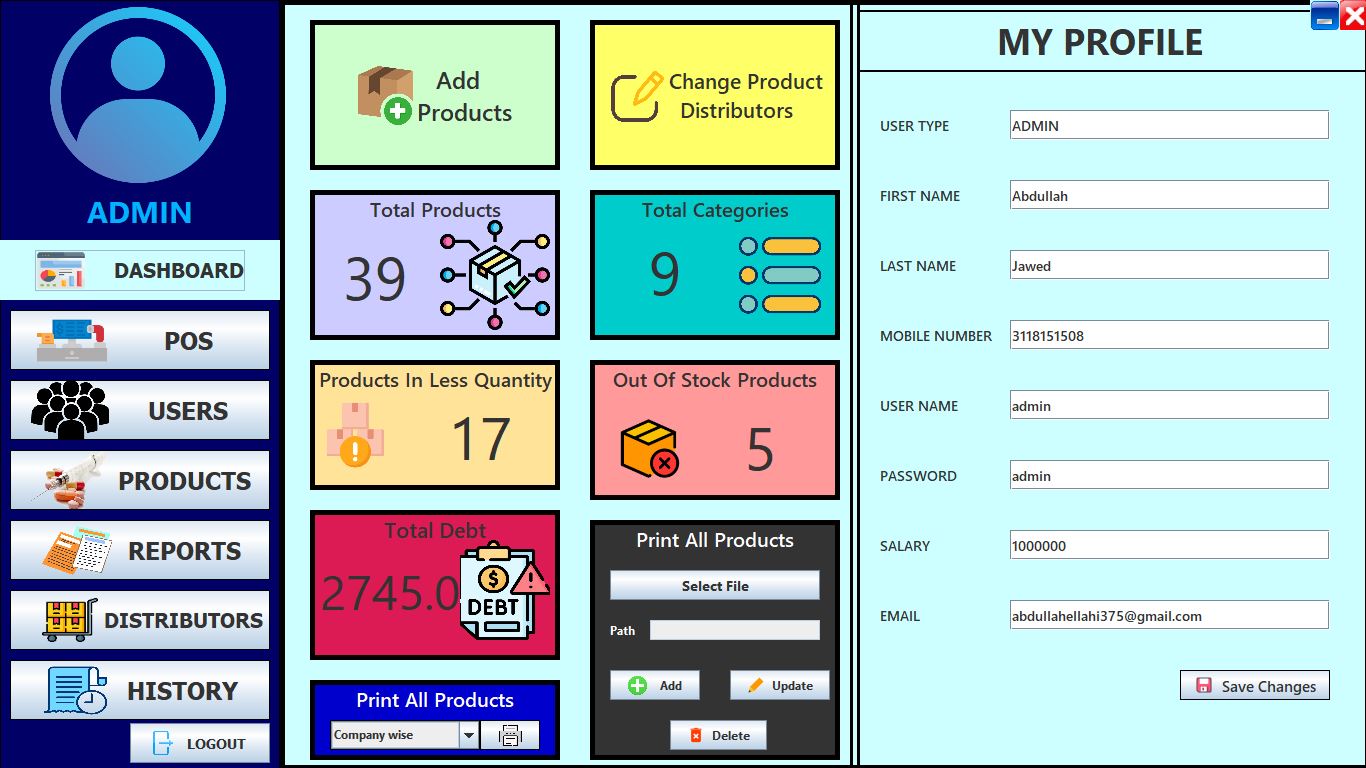 ADMIN
DASHBOARD
POS
USERS
PRODUCTS
REPORTS
DISTRIBUTORS
HISTORY
LOGOUT
Add
Products
Change Product
Distributors
Total Products
39
Total Categories
9
Products In Less Quantity
17
Out Of Stock Products
5
Total Debt
2745.0
$
DEBT
Print All Products
Company wise
Print All Products
Select File
Path
Add
Update
Delete
MY PROFILE
USER TYPE ADMIN
FIRST NAME Abdullah
LAST NAME Jawed
MOBILE NUMBER 3118151508
USER NAME admin
PASSWORD admin
SALARY 1000000
EMAIL abdullahellahi375@gmail.com
Save Changes